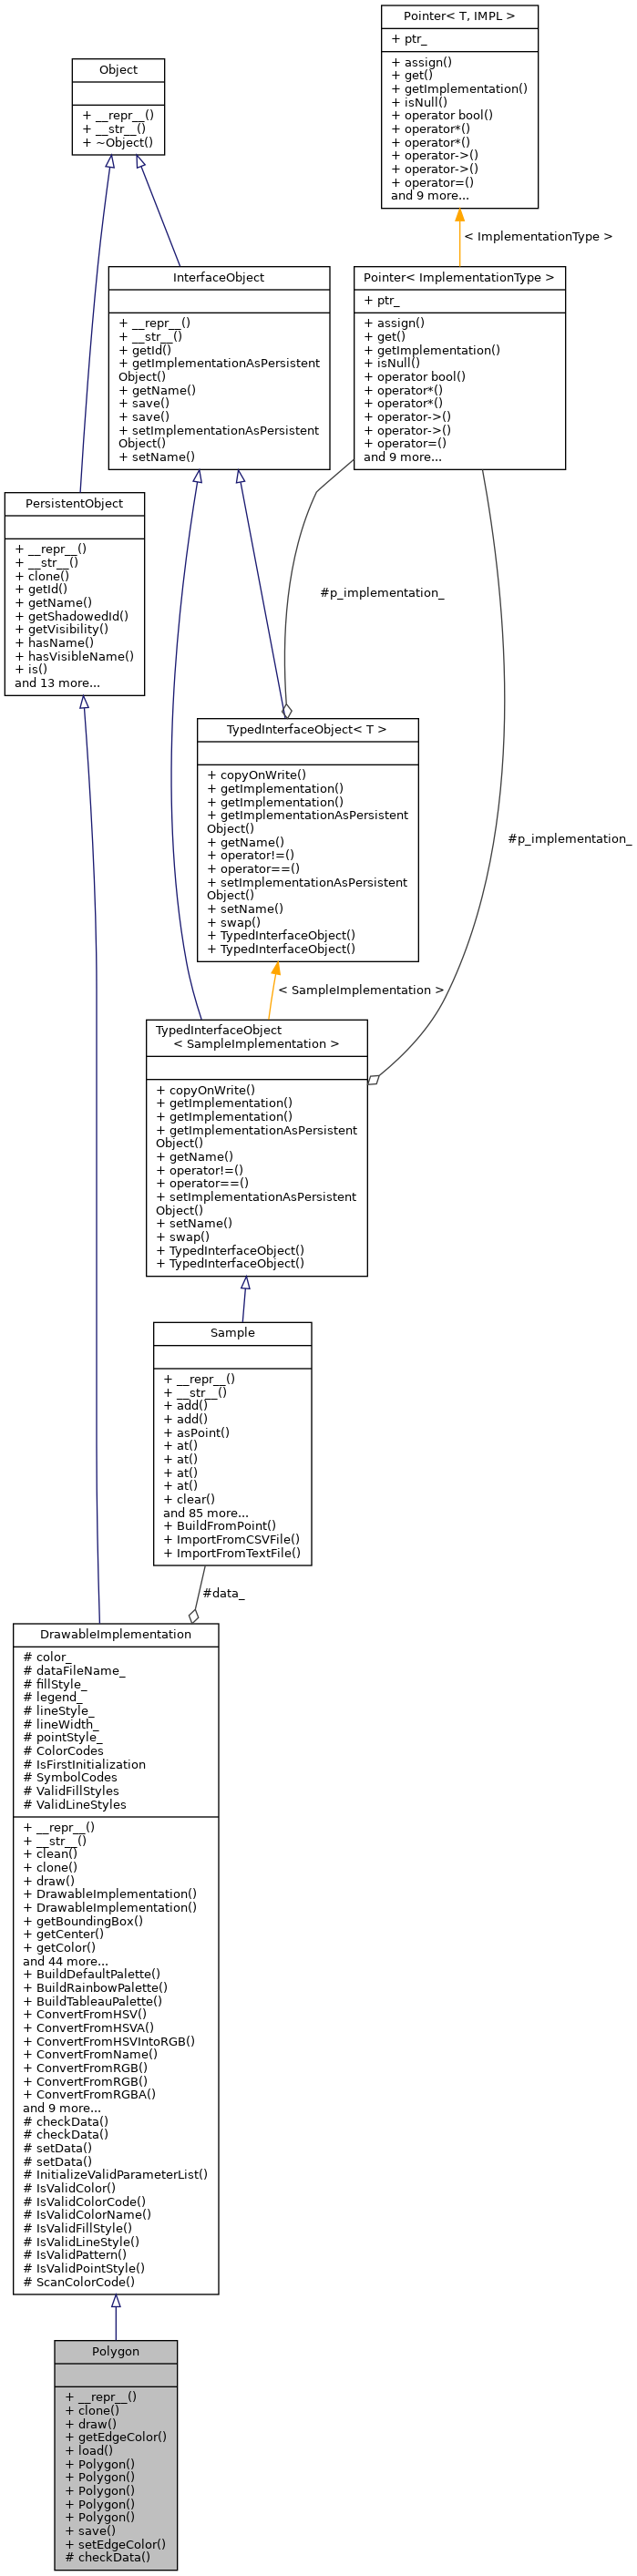 Pointer< T, IMPL >
+ ptr_
+ assign()
+ get()
+ getImplementation()
+ isNull()
+ operator bool()
+ operator*()
+ operator*()
+ operator->()
+ operator->()
+ operator=()
and 9 more...
Object
+ __repr__()
+ __str__()
+ ~Object()
< ImplementationType >
InterfaceObject
+ __repr__()
+ __str__()
+ getId()
+ getImplementationAsPersistent
Object()
+ getName()
+ save()
+ save()
+ setImplementationAsPersistent
Object()
+ setName()
Pointer< ImplementationType >
+ ptr_
+ assign()
+ get()
+ getImplementation()
+ isNull()
+ operator bool()
+ operator*()
+ operator*()
+ operator->()
+ operator->()
+ operator=()
and 9 more...
PersistentObject
+ __repr__()
+ __str__()
+ clone()
+ getId()
+ getName()
+ getShadowedId()
+ getVisibility()
+ hasName()
+ hasVisibleName()
+ is()
and 13 more...
#p_implementation_
TypedInterfaceObject< T >
+ copyOnWrite()
+ getImplementation()
+ getImplementation()
+ getImplementationAsPersistent
Object()
+ getName()
+ operator!=()
+ operator==()
+ setImplementationAsPersistent
Object()
+ setName()
+ swap()
+ TypedInterfaceObject()
+ TypedInterfaceObject()
#p_implementation_
< SampleImplementation >
TypedInterfaceObject
< SampleImplementation >
+ copyOnWrite()
+ getImplementation()
+ getImplementation()
+ getImplementationAsPersistent
Object()
+ getName()
+ operator!=()
+ operator==()
+ setImplementationAsPersistent
Object()
+ setName()
+ swap()
+ TypedInterfaceObject()
+ TypedInterfaceObject()
Sample
+ __repr__()
+ __str__()
+ add()
+ add()
+ asPoint()
+ at()
+ at()
+ at()
+ at()
+ clear()
and 85 more...
+ BuildFromPoint()
+ ImportFromCSVFile()
+ ImportFromTextFile()
#data_
DrawableImplementation
# color_
# dataFileName_
# fillStyle_
# legend_
# lineStyle_
# lineWidth_
# pointStyle_
# ColorCodes
# IsFirstInitialization
# SymbolCodes
# ValidFillStyles
# ValidLineStyles
+ __repr__()
+ __str__()
+ clean()
+ clone()
+ draw()
+ DrawableImplementation()
+ DrawableImplementation()
+ getBoundingBox()
+ getCenter()
+ getColor()
and 44 more...
+ BuildDefaultPalette()
+ BuildRainbowPalette()
+ BuildTableauPalette()
+ ConvertFromHSV()
+ ConvertFromHSVA()
+ ConvertFromHSVIntoRGB()
+ ConvertFromName()
+ ConvertFromRGB()
+ ConvertFromRGB()
+ ConvertFromRGBA()
and 9 more...
# checkData()
# checkData()
# setData()
# setData()
# InitializeValidParameterList()
# IsValidColor()
# IsValidColorCode()
# IsValidColorName()
# IsValidFillStyle()
# IsValidLineStyle()
# IsValidPattern()
# IsValidPointStyle()
# ScanColorCode()
Polygon
+ __repr__()
+ clone()
+ draw()
+ getEdgeColor()
+ load()
+ Polygon()
+ Polygon()
+ Polygon()
+ Polygon()
+ Polygon()
+ save()
+ setEdgeColor()
# checkData()